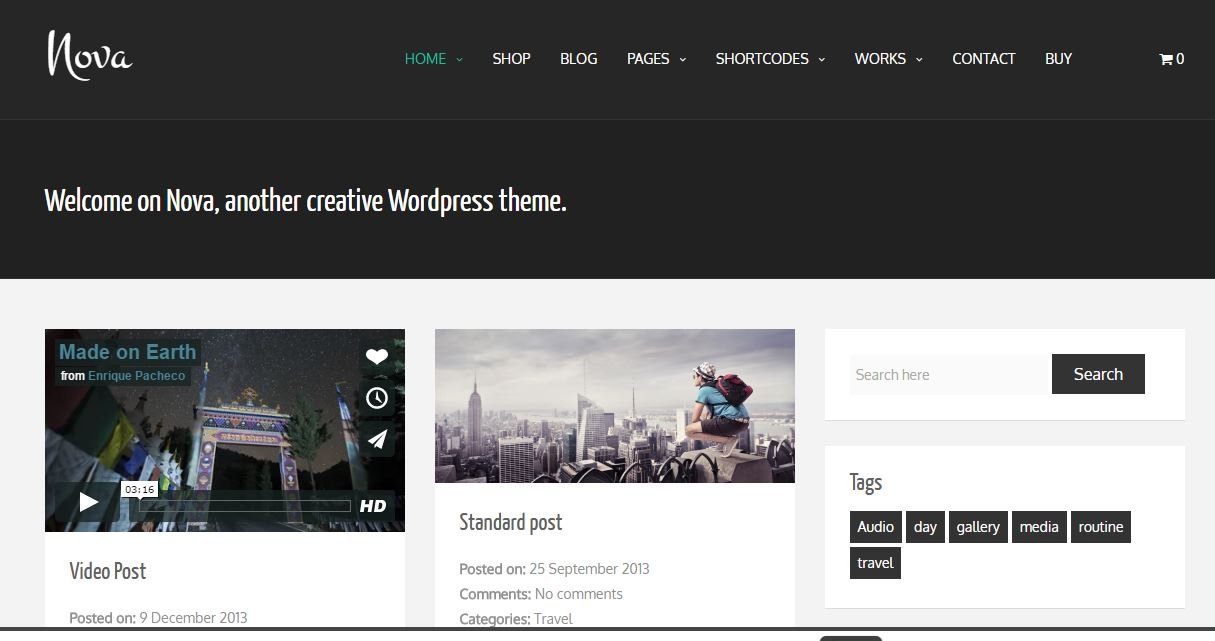 Nova
HOME SHOP BLOG PAGES SHORTCODES WORKS CONTACT BUY 0
Welcome on Nova, another creative Wordpress theme.
Made on Earth
from Enrique Pacheco
03:16
HD
Video Post
Posted on: 9 December 2013
Standard post
Posted on: 25 September 2013
Comments: No comments
Categories: Travel
Search here Search
Tags
Audio day gallery media routine
travel